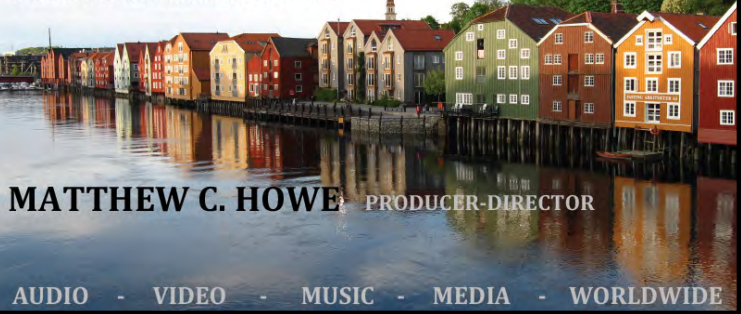 MATTHEW C. HOWE PRODUCER-DIRECTOR
AUDIO - VIDEO - MUSIC - MEDIA - WORLDWIDE